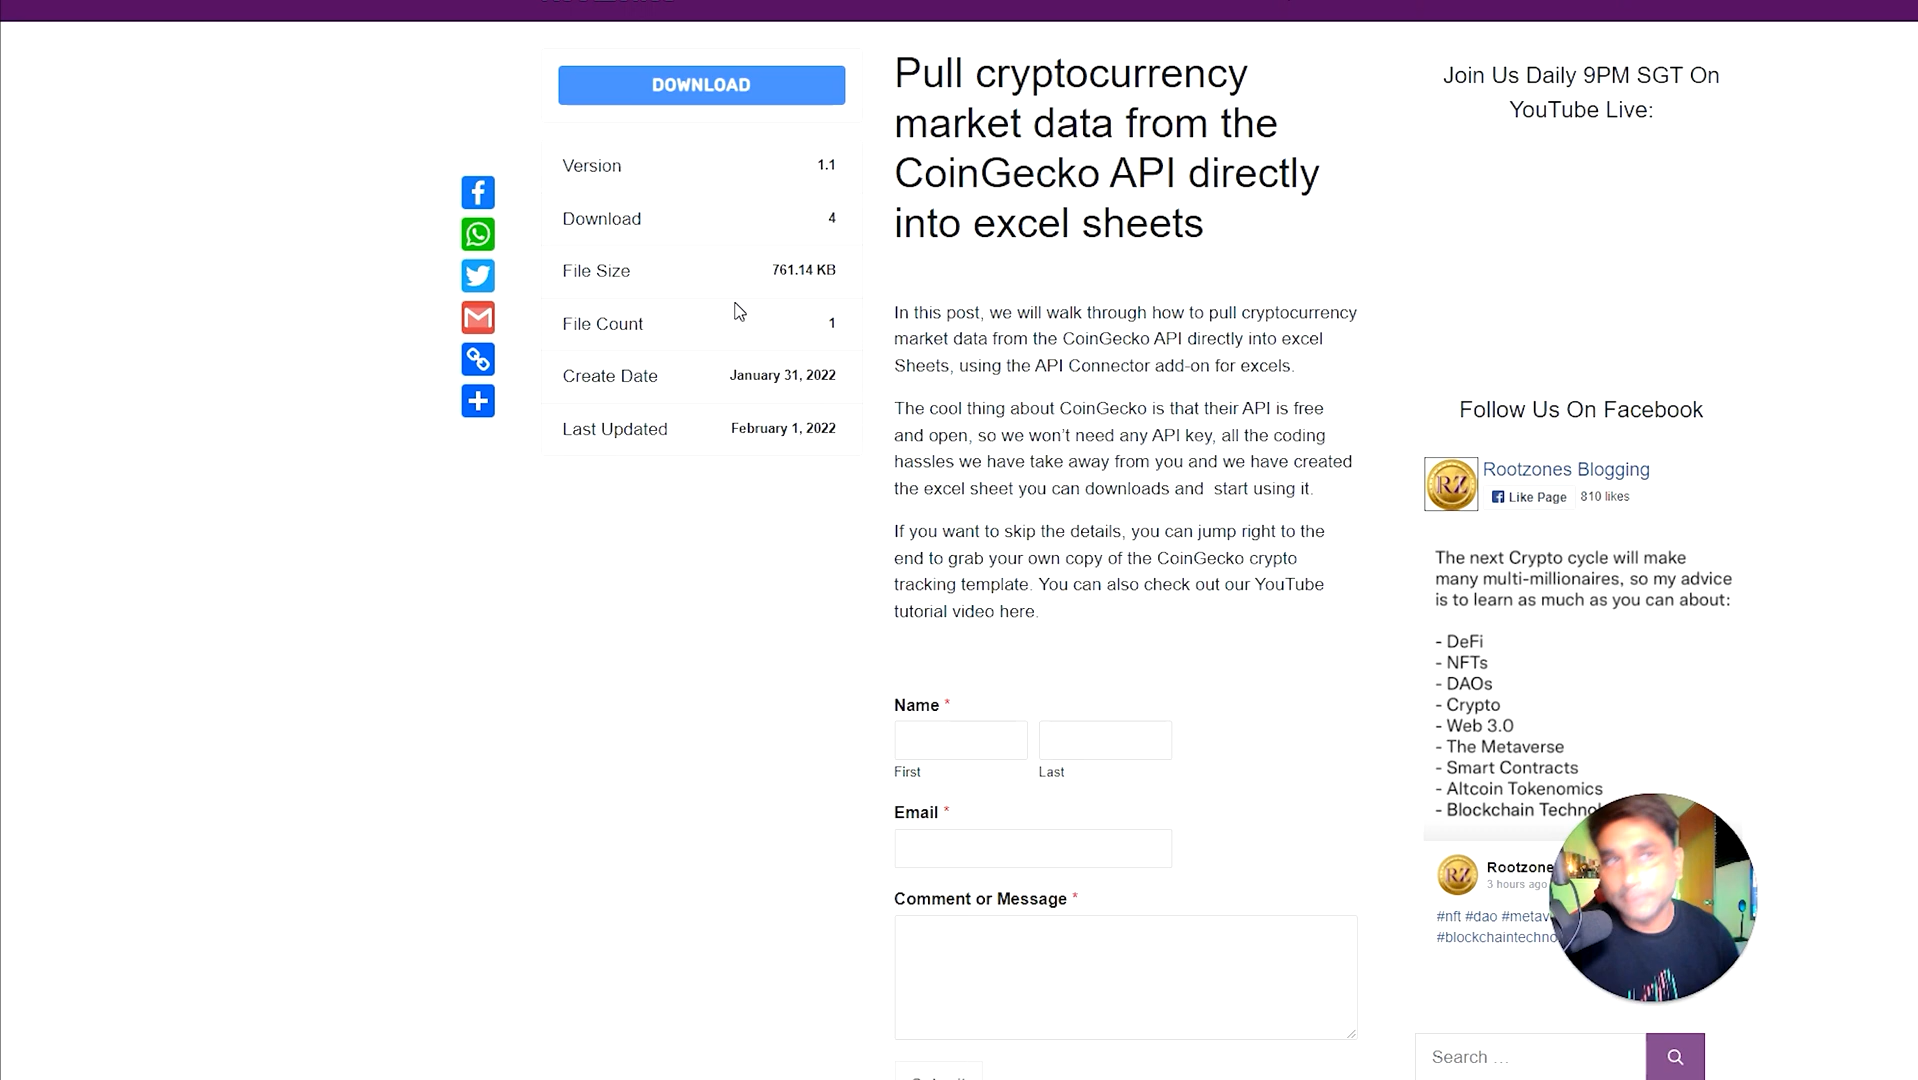 DOWNLOAD
Version 1.1
Download 4
File Size 761.14 KB
File Count 1
Create Date January 31, 2022
Last Updated February 1, 2022
Pull cryptocurrency
market data from the
CoinGecko API directly
into excel sheets
In this post, we will walk through how to pull cryptocurrency
market data from the CoinGecko API directly into excel
Sheets, using the API Connector add-on for excels.
The cool thing about CoinGecko is that their API is free
and open, so we won’t need any API key, all the coding
hassles we have take away from you and we have created
the excel sheet you can downloads and start using it.
If you want to skip the details, you can jump right to the
end to grab your own copy of the CoinGecko crypto
tracking template. You can also check out our YouTube
tutorial video here.
Name *
First Last
Email *
Comment or Message *
Join Us Daily 9PM SGT On
YouTube Live:
Follow Us On Facebook
RZ
Rootzones Blogging
Like Page 810 likes
The next Crypto cycle will make
many multi-millionaires, so my advice
is to learn as much as you can about:
- DeFi
- NFTs
- DAOs
- Crypto
- Web 3.0
- The Metaverse
- Smart Contracts
- Altcoin Tokenomics
- Blockchain Technol
RZ
Rootzone
3 hours ago
#nft #dao #metav
#blockchaintechno
Search …